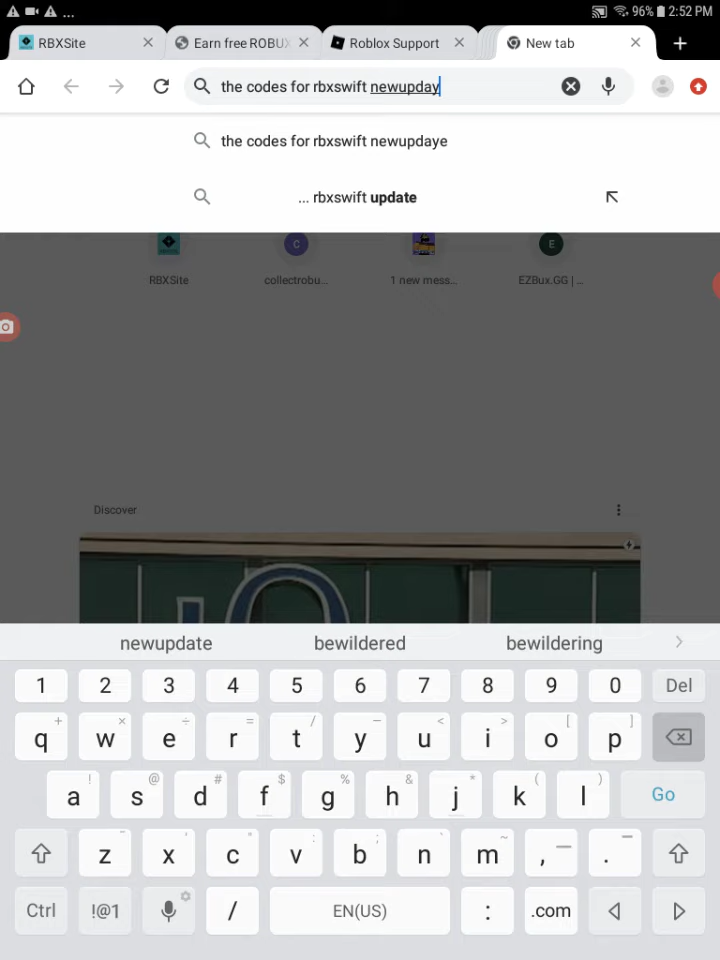 ... 96% 2:52 PM
RBXSite Earn free ROBUX Roblox Support New tab
the codes for rbxswift newupday
the codes for rbxswift newupdaye
... rbxswift update
C E
RBXSite collectrobu... 1 new mess... EZBux.GG | ...
Discover
newupdate bewildered bewildering
1 2 3 4 5 6 7 8 9 0 Del
+ × ÷ = / _ < > [ ]
q w e r t y u i o p
! @ # $ % & * ( )
a s d f g h j k l Go
- ' " : ; ` ~ — —
z x c v b n m , .
Ctrl !@1 / EN(US) : .com